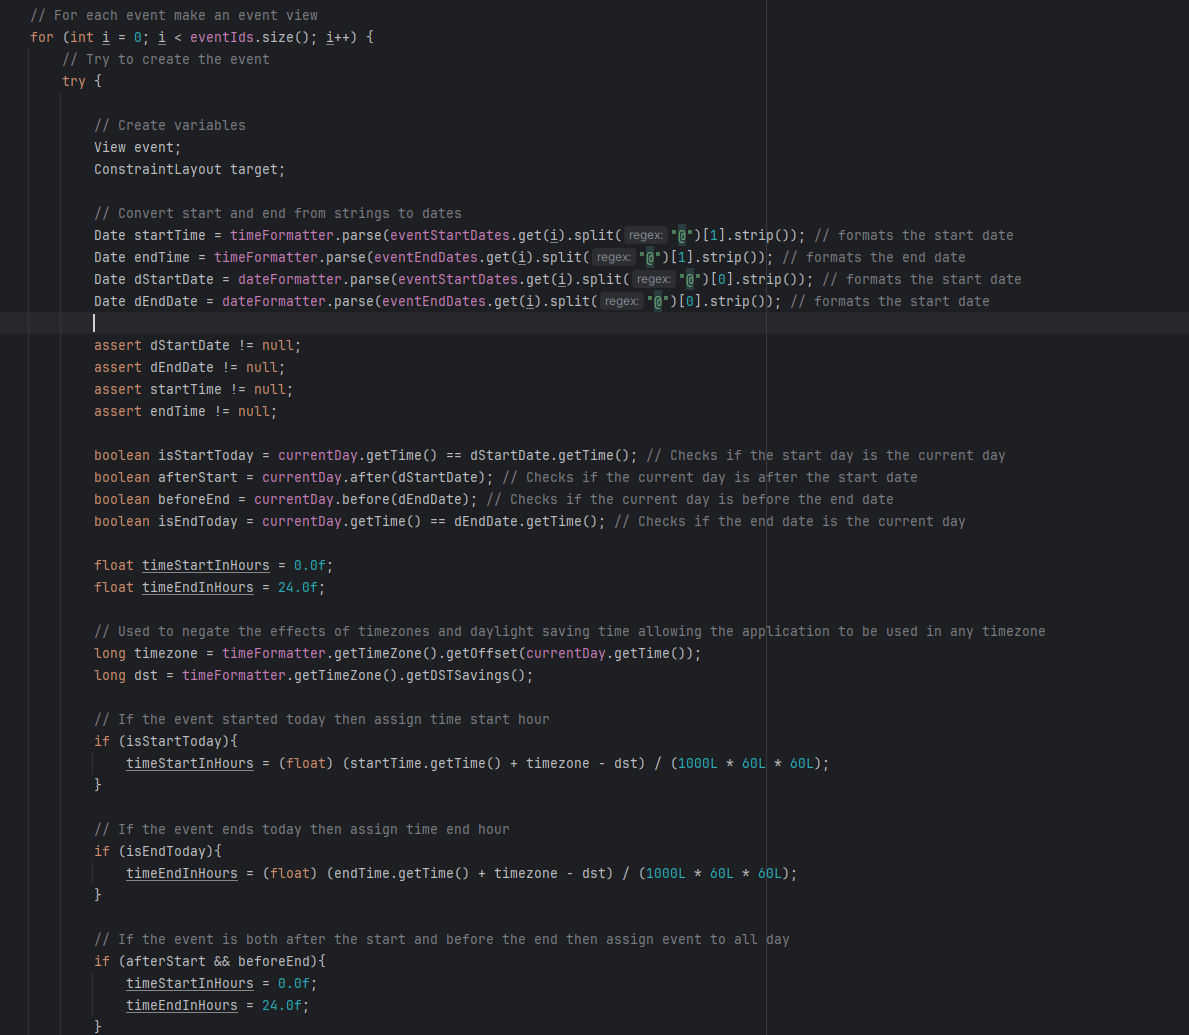 // For each event make an event view
for (int i = 0; i < eventIds.size(); i++) {
// Try to create the event
try {
// Create variables
View event;
ConstraintLayout target;
// Convert start and end from strings to dates
Date startTime = timeFormatter.parse(eventStartDates.get(i).split( regex: "@")[1].strip()); // formats the start date
Date endTime = timeFormatter.parse(eventEndDates.get(i).split( regex: "@")[1].strip()); // formats the end date
Date dStartDate = dateFormatter.parse(eventStartDates.get(i).split( regex: "@")[0].strip()); // formats the start date
Date dEndDate = dateFormatter.parse(eventEndDates.get(i).split( regex: "@")[0].strip()); // formats the start date
assert dStartDate != null;
assert dEndDate != null;
assert startTime != null;
assert endTime != null;
boolean isStartToday = currentDay.getTime() == dStartDate.getTime(); // Checks if the start day is the current day
boolean afterStart = currentDay.after(dStartDate); // Checks if the current day is after the start date
boolean beforeEnd = currentDay.before(dEndDate); // Checks if the current day is before the end date
boolean isEndToday = currentDay.getTime() == dEndDate.getTime(); // Checks if the end date is the current day
float timeStartInHours = 0.0f;
float timeEndInHours = 24.0f;
// Used to negate the effects of timezones and daylight saving time allowing the application to be used in any timezone
long timezone = timeFormatter.getTimeZone().getOffset(currentDay.getTime());
long dst = timeFormatter.getTimeZone().getDSTSavings();
// If the event started today then assign time start hour
if (isStartToday){
timeStartInHours = (float) (startTime.getTime() + timezone - dst) / (1000L * 60L * 60L);
}
// If the event ends today then assign time end hour
if (isEndToday){
timeEndInHours = (float) (endTime.getTime() + timezone - dst) / (1000L * 60L * 60L);
}
// If the event is both after the start and before the end then assign event to all day
if (afterStart && beforeEnd){
timeStartInHours = 0.0f;
timeEndInHours = 24.0f;
}